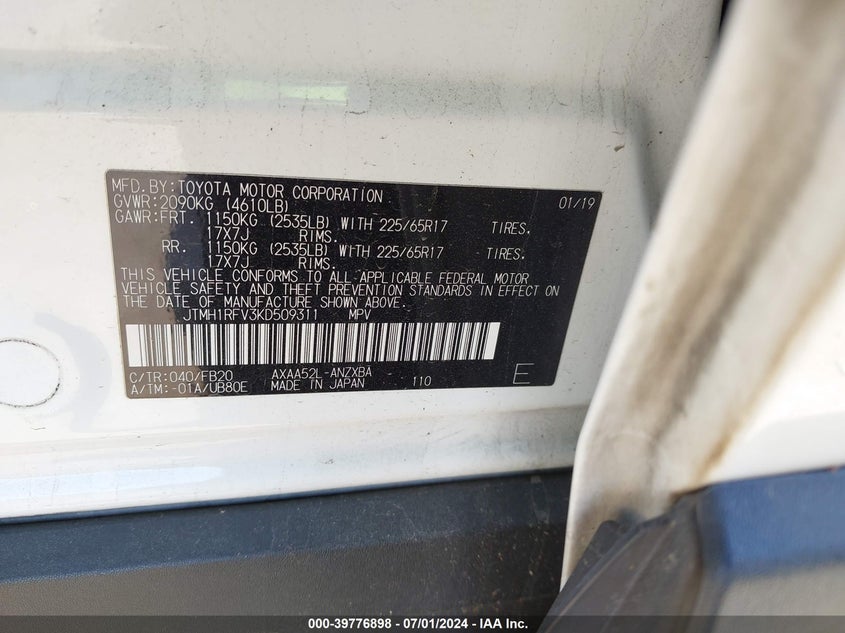 MFD. BY: TOYOTA MOTOR CORPORATION 01/19
GVWR: 2090KG (4610LB)
GAWR: FRT. 1150KG (2535LB) WITH 225/65R17 TIRES.
17X7J RIMS.
RR. 1150KG (2535LB) WITH 225/65R17 TIRES.
17X7J RIMS.
THIS VEHICLE CONFORMS TO ALL APPLICABLE FEDERAL MOTOR
VEHICLE SAFETY AND THEFT PREVENTION STANDARDS IN EFFECT ON
THE DATE OF MANUFACTURE SHOWN ABOVE.
JTMH1RFV3KD509311 MPV
C/TR: 040/FB20 AXAA52L-ANZXBA
A/TM: -01A/UB80E MADE IN JAPAN 110 E
000-39776898 - 07/01/2024 - IAA Inc.